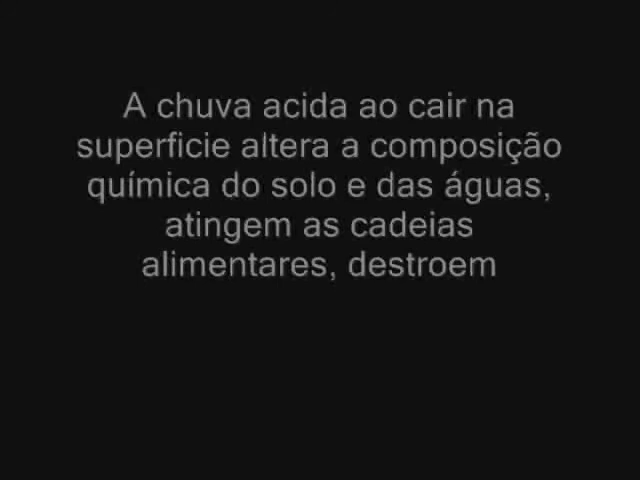 A chuva acida ao cair na
superficie altera a composição
química do solo e das águas,
atingem as cadeias
alimentares, destroem